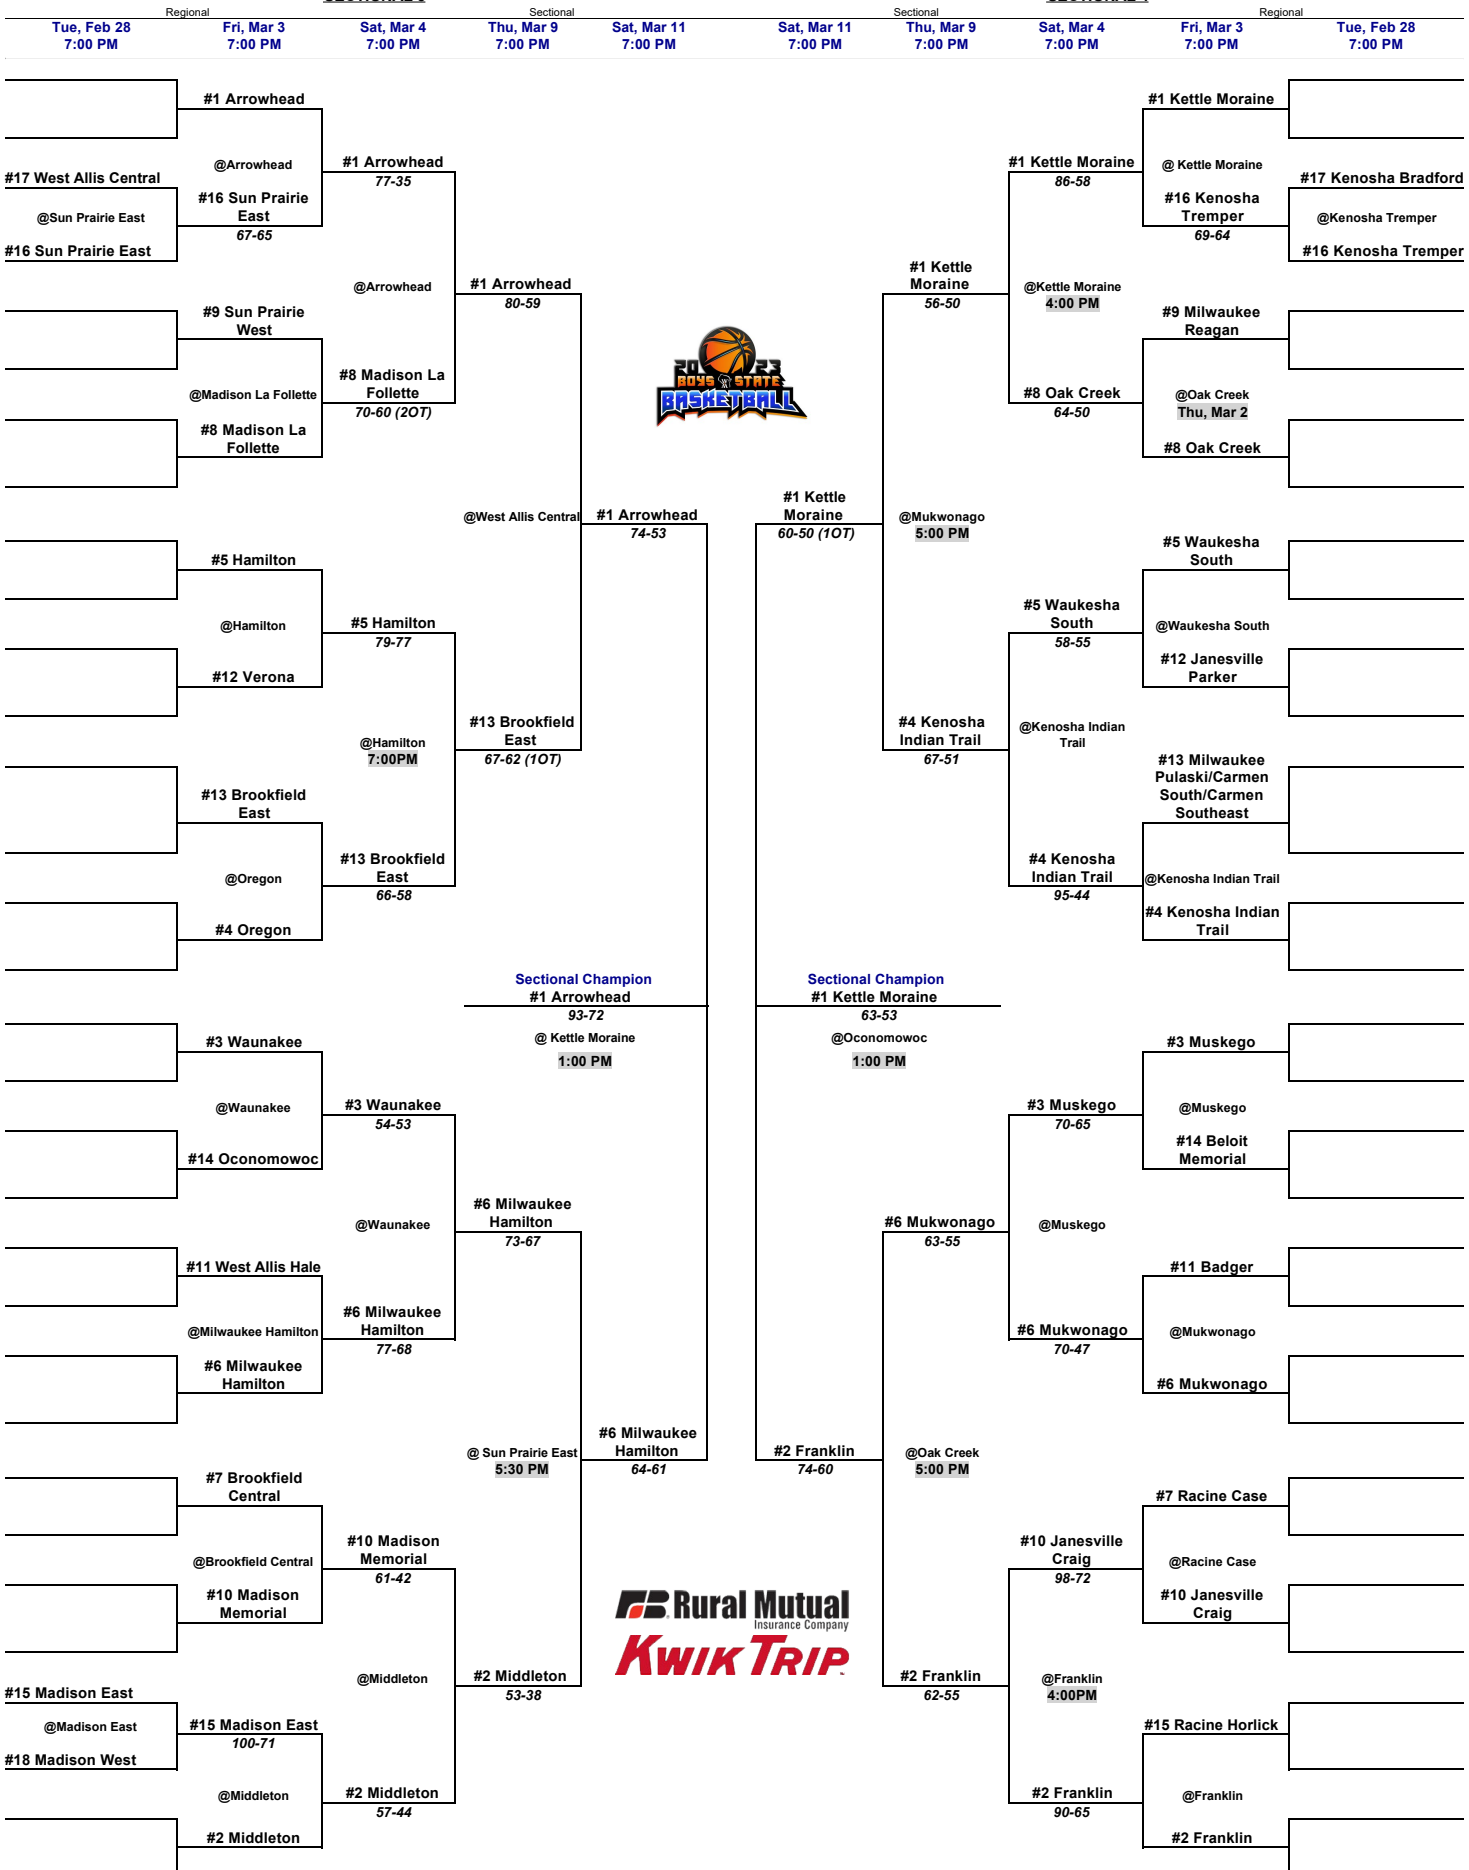 Regional
Sectional
Sectional
Regional
Tue, Feb 28
7:00 PM
Fri, Mar 3
7:00 PM
Sat, Mar 4
7:00 PM
Thu, Mar 9
7:00 PM
Sat, Mar 11
7:00 PM
Sat, Mar 11
7:00 PM
Thu, Mar 9
7:00 PM
Sat, Mar 4
7:00 PM
Fri, Mar 3
7:00 PM
Tue, Feb 28
7:00 PM
#17 West Allis Central
@Sun Prairie East
#16 Sun Prairie East
#15 Madison East
@Madison East
#18 Madison West
#1 Arrowhead
@Arrowhead
#16 Sun Prairie
East
67-65
#9 Sun Prairie
West
@Madison La Follette
#8 Madison La
Follette
#5 Hamilton
@Hamilton
#12 Verona
#13 Brookfield
East
@Oregon
#4 Oregon
#3 Waunakee
@Waunakee
#14 Oconomowoc
#11 West Allis Hale
@Milwaukee Hamilton
#6 Milwaukee
Hamilton
#7 Brookfield
Central
@Brookfield Central
#10 Madison
Memorial
#15 Madison East
100-71
@Middleton
#2 Middleton
#1 Arrowhead
77-35
@Arrowhead
#8 Madison La
Follette
70-60 (2OT)
#5 Hamilton
79-77
@Hamilton
7:00PM
#13 Brookfield
East
66-58
#3 Waunakee
54-53
@Waunakee
#6 Milwaukee
Hamilton
77-68
#10 Madison
Memorial
61-42
@Middleton
#2 Middleton
57-44
#1 Arrowhead
80-59
@West Allis Central
#13 Brookfield
East
67-62 (1OT)
#6 Milwaukee
Hamilton
73-67
@ Sun Prairie East
5:30 PM
#2 Middleton
53-38
#1 Arrowhead
74-53
#6 Milwaukee
Hamilton
64-61
Sectional Champion
#1 Arrowhead
93-72
@ Kettle Moraine
1:00 PM
2023
BOYS STATE
BASKETBALL
Rural Mutual
Insurance Company
KWIK TRIP
Sectional Champion
#1 Kettle Moraine
63-53
@Oconomowoc
1:00 PM
#1 Kettle
Moraine
60-50 (1OT)
#2 Franklin
74-60
#1 Kettle
Moraine
56-50
@Mukwonago
5:00 PM
#4 Kenosha
Indian Trail
67-51
#6 Mukwonago
63-55
@Oak Creek
5:00 PM
#2 Franklin
62-55
#1 Kettle Moraine
86-58
@Kettle Moraine
4:00 PM
#8 Oak Creek
64-50
#5 Waukesha
South
58-55
@Kenosha Indian
Trail
#4 Kenosha
Indian Trail
95-44
#3 Muskego
70-65
@Muskego
#6 Mukwonago
70-47
#10 Janesville
Craig
98-72
@Franklin
4:00PM
#2 Franklin
90-65
#1 Kettle Moraine
@ Kettle Moraine
#16 Kenosha
Tremper
69-64
#9 Milwaukee
Reagan
@Oak Creek
Thu, Mar 2
#8 Oak Creek
#5 Waukesha
South
@Waukesha South
#12 Janesville
Parker
#13 Milwaukee
Pulaski/Carmen
South/Carmen
Southeast
@Kenosha Indian Trail
#4 Kenosha Indian
Trail
#3 Muskego
@Muskego
#14 Beloit
Memorial
#11 Badger
@Mukwonago
#6 Mukwonago
#7 Racine Case
@Racine Case
#10 Janesville
Craig
#15 Racine Horlick
@Franklin
#2 Franklin
#17 Kenosha Bradford
@Kenosha Tremper
#16 Kenosha Tremper